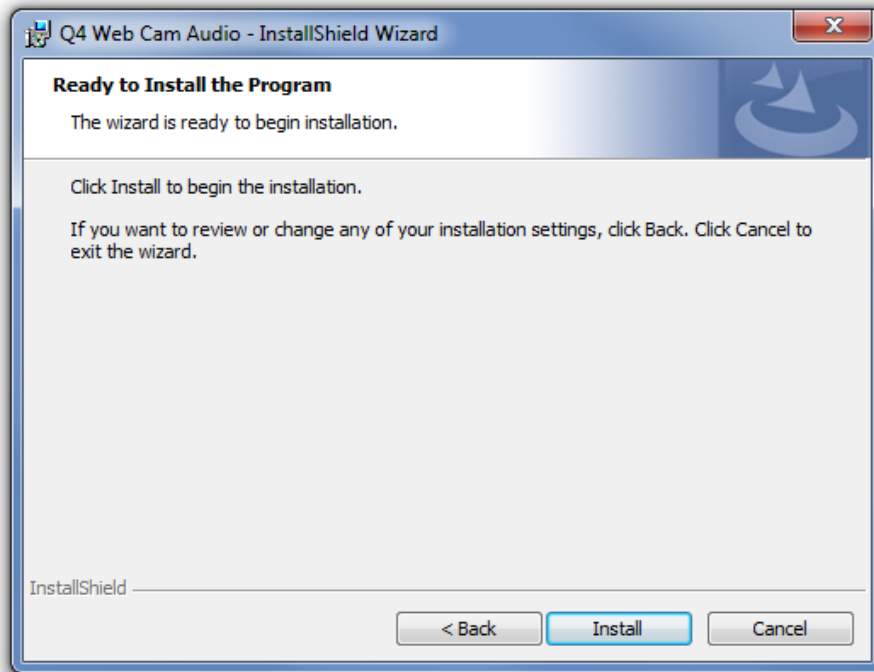 Q4 Web Cam Audio - InstallShield Wizard
Ready to Install the Program
The wizard is ready to begin installation.
Click Install to begin the installation.
If you want to review or change any of your installation settings, click Back. Click Cancel to
exit the wizard.
InstallShield
< Back Install Cancel